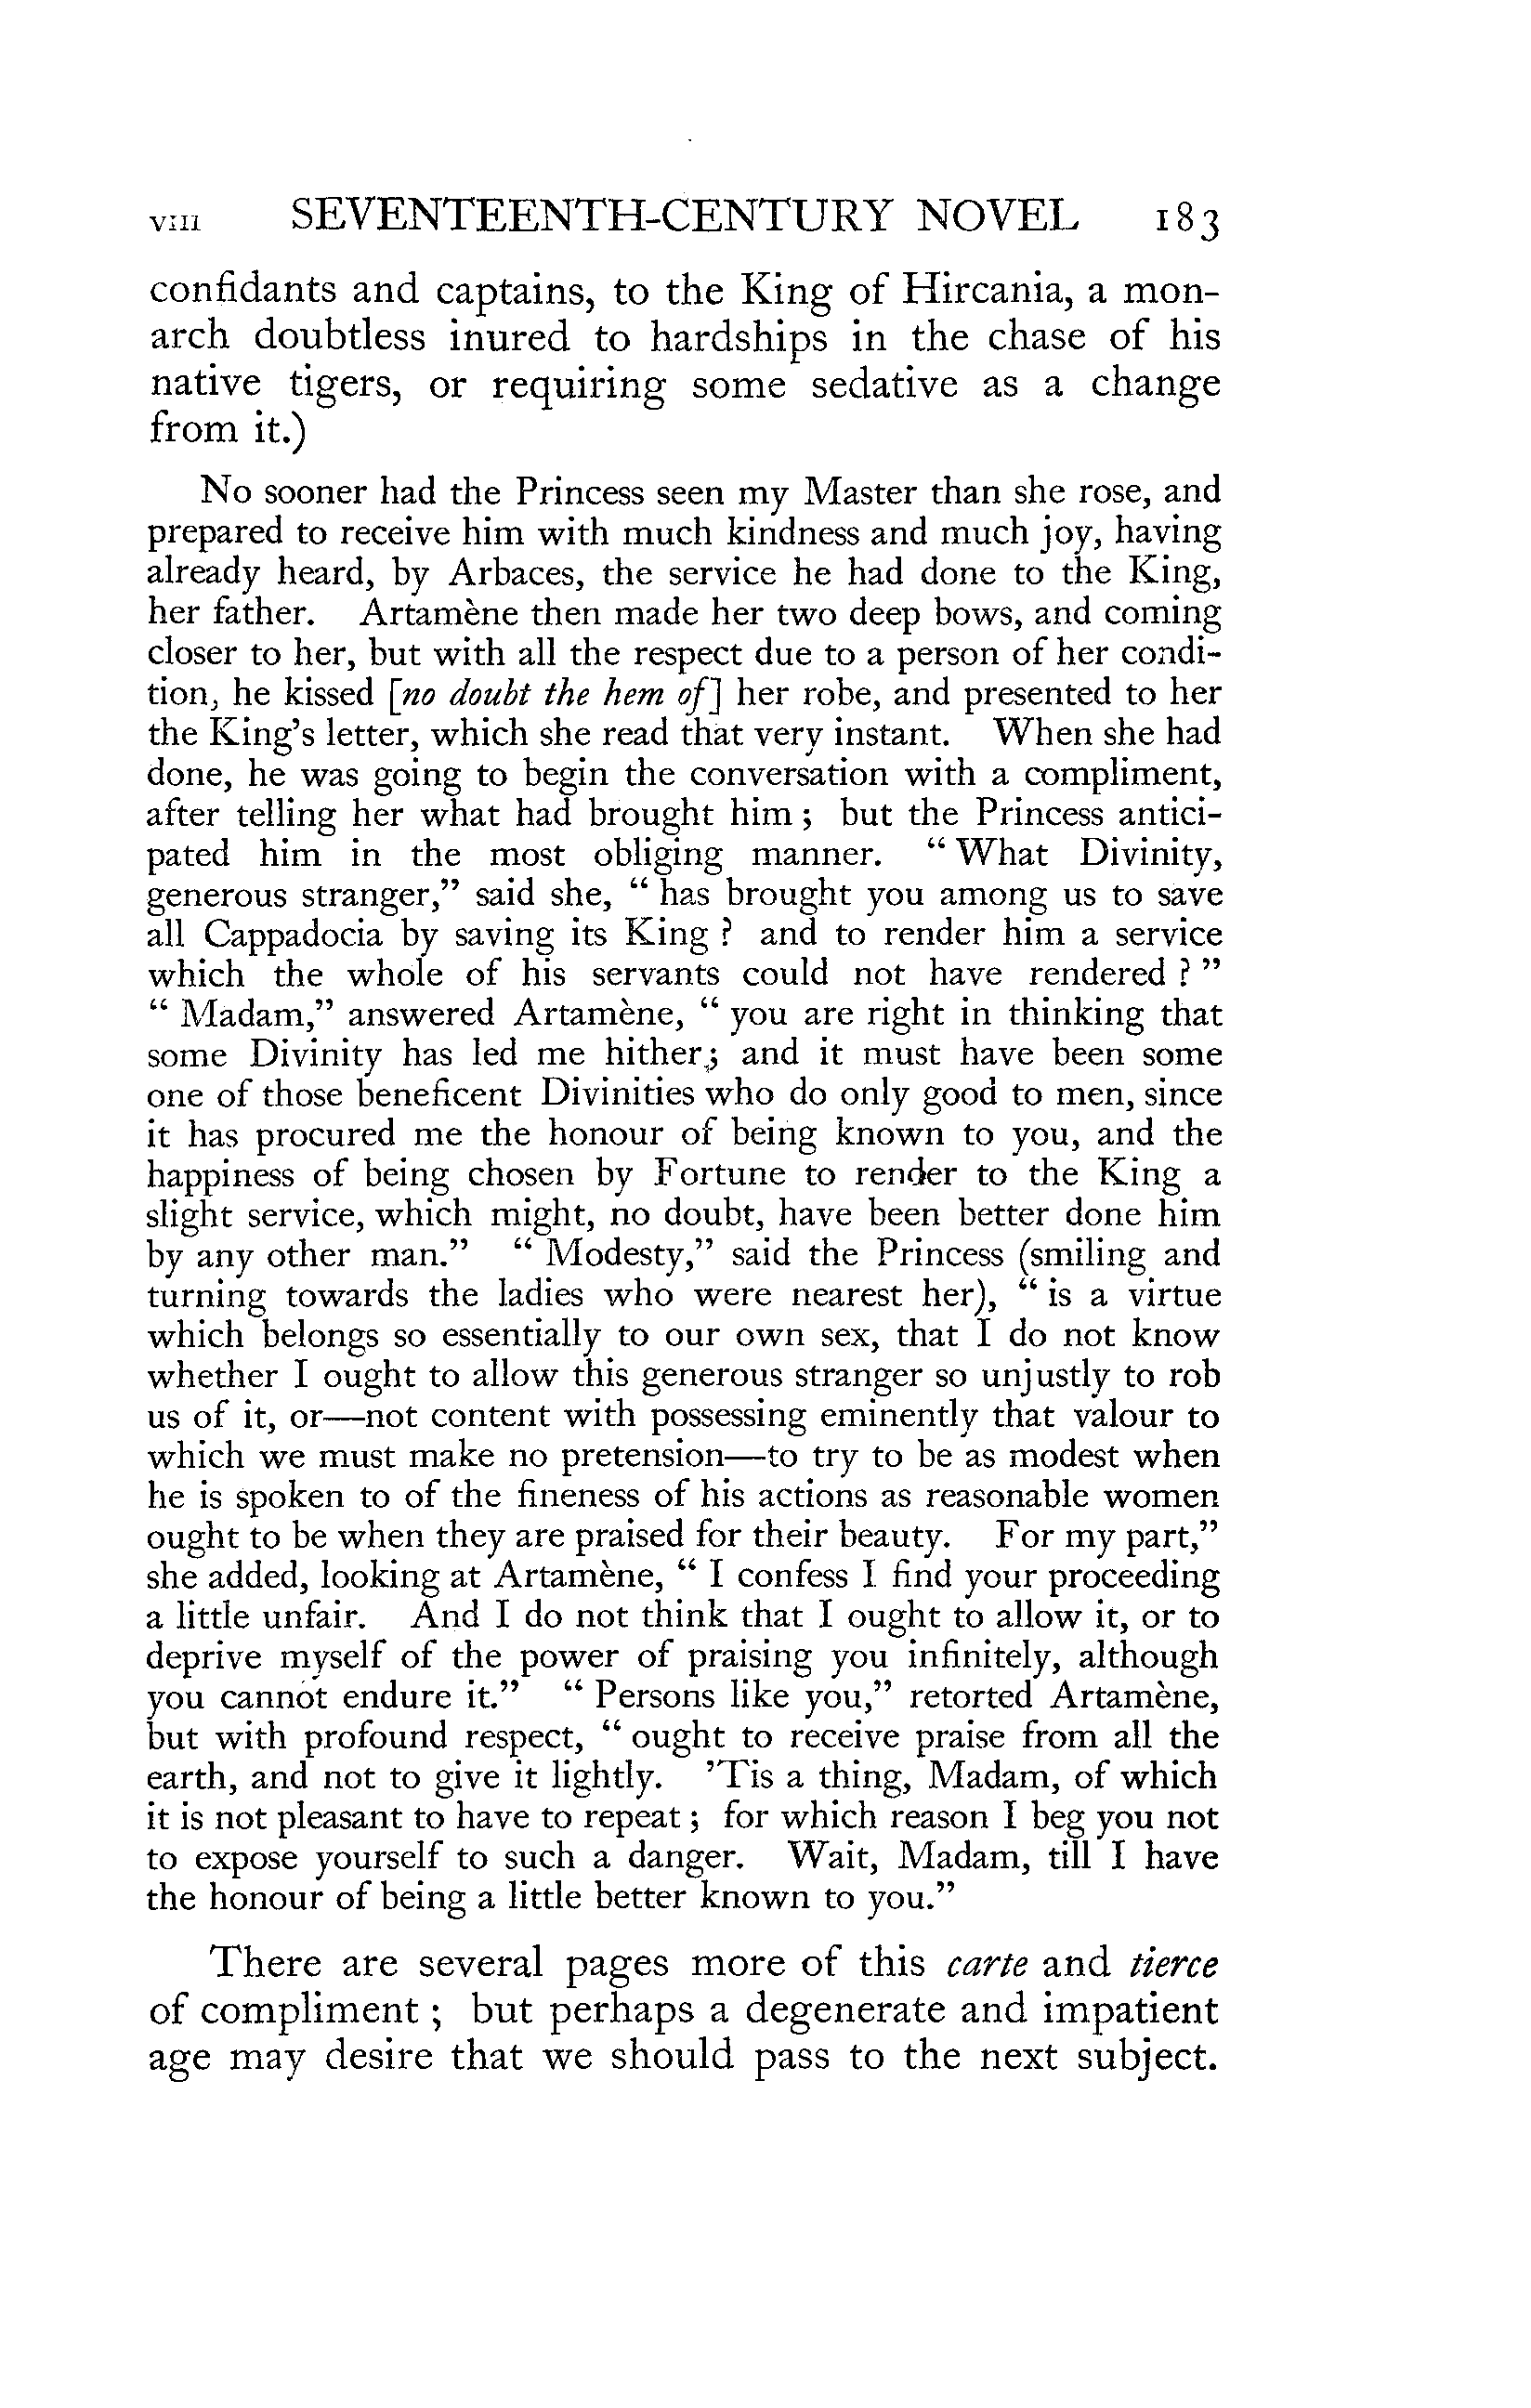 viii SEVENTEENTH-CENTURY NOVEL 183
confidants and captains, to the King of Hircania, a mon-
arch doubtless inured to hardships in the chase of his
native tigers, or requiring some sedative as a change
from it.)
No sooner had the Princess seen my Master than she rose, and
prepared to receive him with much kindness and much joy, having
already heard, by Arbaces, the service he had done to the King,
her father. Artamène then made her two deep bows, and coming
closer to her, but with all the respect due to a person of her condi-
tion, he kissed [no doubt the hem of] her robe, and presented to her
the King's letter, which she read that very instant. When she had
done, he was going to begin the conversation with a compliment,
after telling her what had brought him ; but the Princess antici-
pated him in the most obliging manner. “ What Divinity,
generous stranger,” said she, “ has brought you among us to save
all Cappadocia by saving its King ? and to render him a service
which the whole of his servants could not have rendered ? ”
“ Madam,” answered Artamène, “ you are right in thinking that
some Divinity has led me hither ; and it must have been some
one of those beneficent Divinities who do only good to men, since
it has procured me the honour of being known to you, and the
happiness of being chosen by Fortune to render to the King a
slight service, which might, no doubt, have been better done him
by any other man.” “ Modesty,” said the Princess (smiling and
turning towards the ladies who were nearest her), “ is a virtue
which belongs so essentially to our own sex, that I do not know
whether I ought to allow this generous stranger so unjustly to rob
us of it, or—not content with possessing eminently that valour to
which we must make no pretension—to try to be as modest when
he is spoken to of the fineness of his actions as reasonable women
ought to be when they are praised for their beauty. For my part,”
she added, looking at Artamène, “ I confess I find your proceeding
a little unfair. And I do not think that I ought to allow it, or to
deprive myself of the power of praising you infinitely, although
you cannot endure it.” “ Persons like you,” retorted Artamène,
but with profound respect, “ ought to receive praise from all the
earth, and not to give it lightly. ’Tis a thing, Madam, of which
it is not pleasant to have to repeat ; for which reason I beg you not
to expose yourself to such a danger. Wait, Madam, till I have
the honour of being a little better known to you.”
There are several pages more of this carte and tierce
of compliment ; but perhaps a degenerate and impatient
age may desire that we should pass to the next subject.